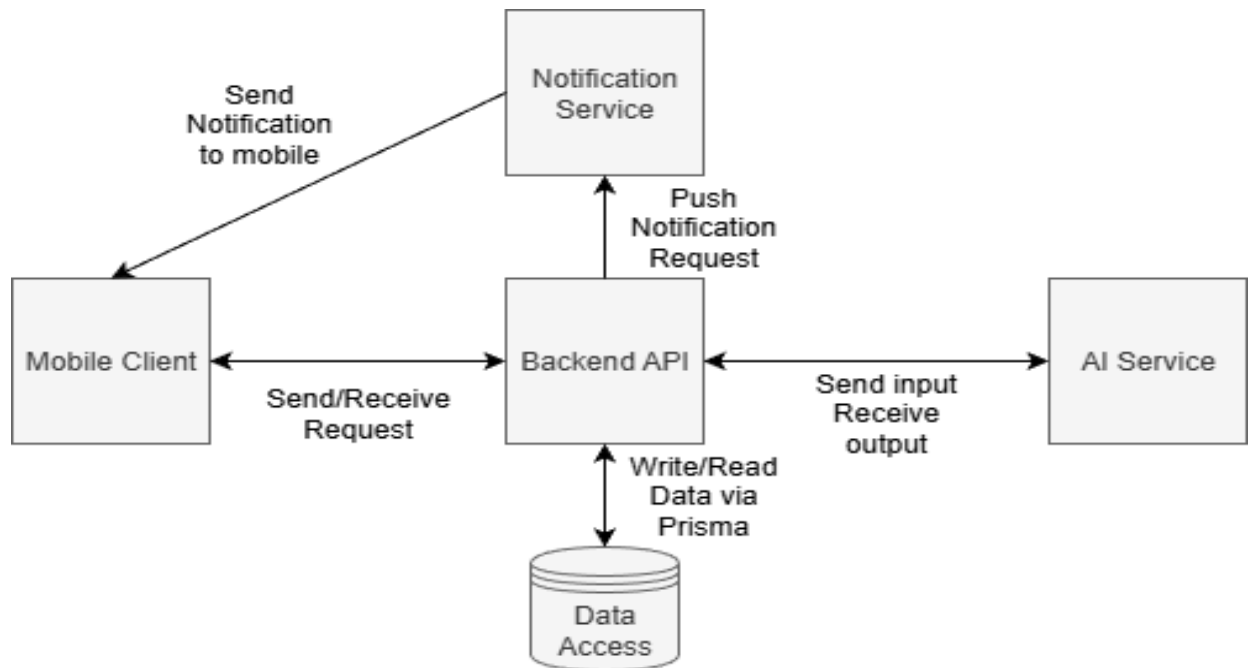 Notification
Service
Send
Notification
to mobile
Push
Notification
Request
Mobile Client
Backend API
AI Service
Send/Receive
Request
Send input
Receive
output
Write/Read
Data via
Prisma
Data
Access